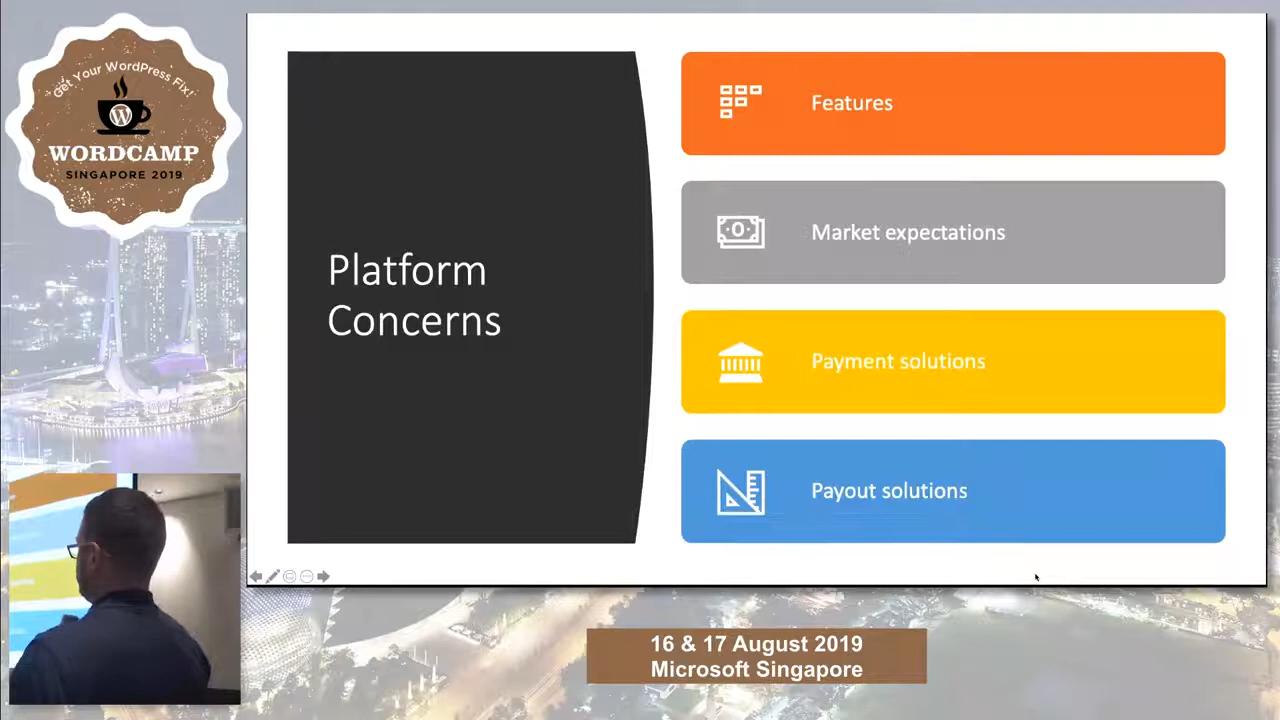 Get Your WordPress Fix!
WORDCAMP
SINGAPORE 2019
Platform
Concerns
Features
Market expectations
Payment solutions
Payout solutions
16 & 17 August 2019
Microsoft Singapore